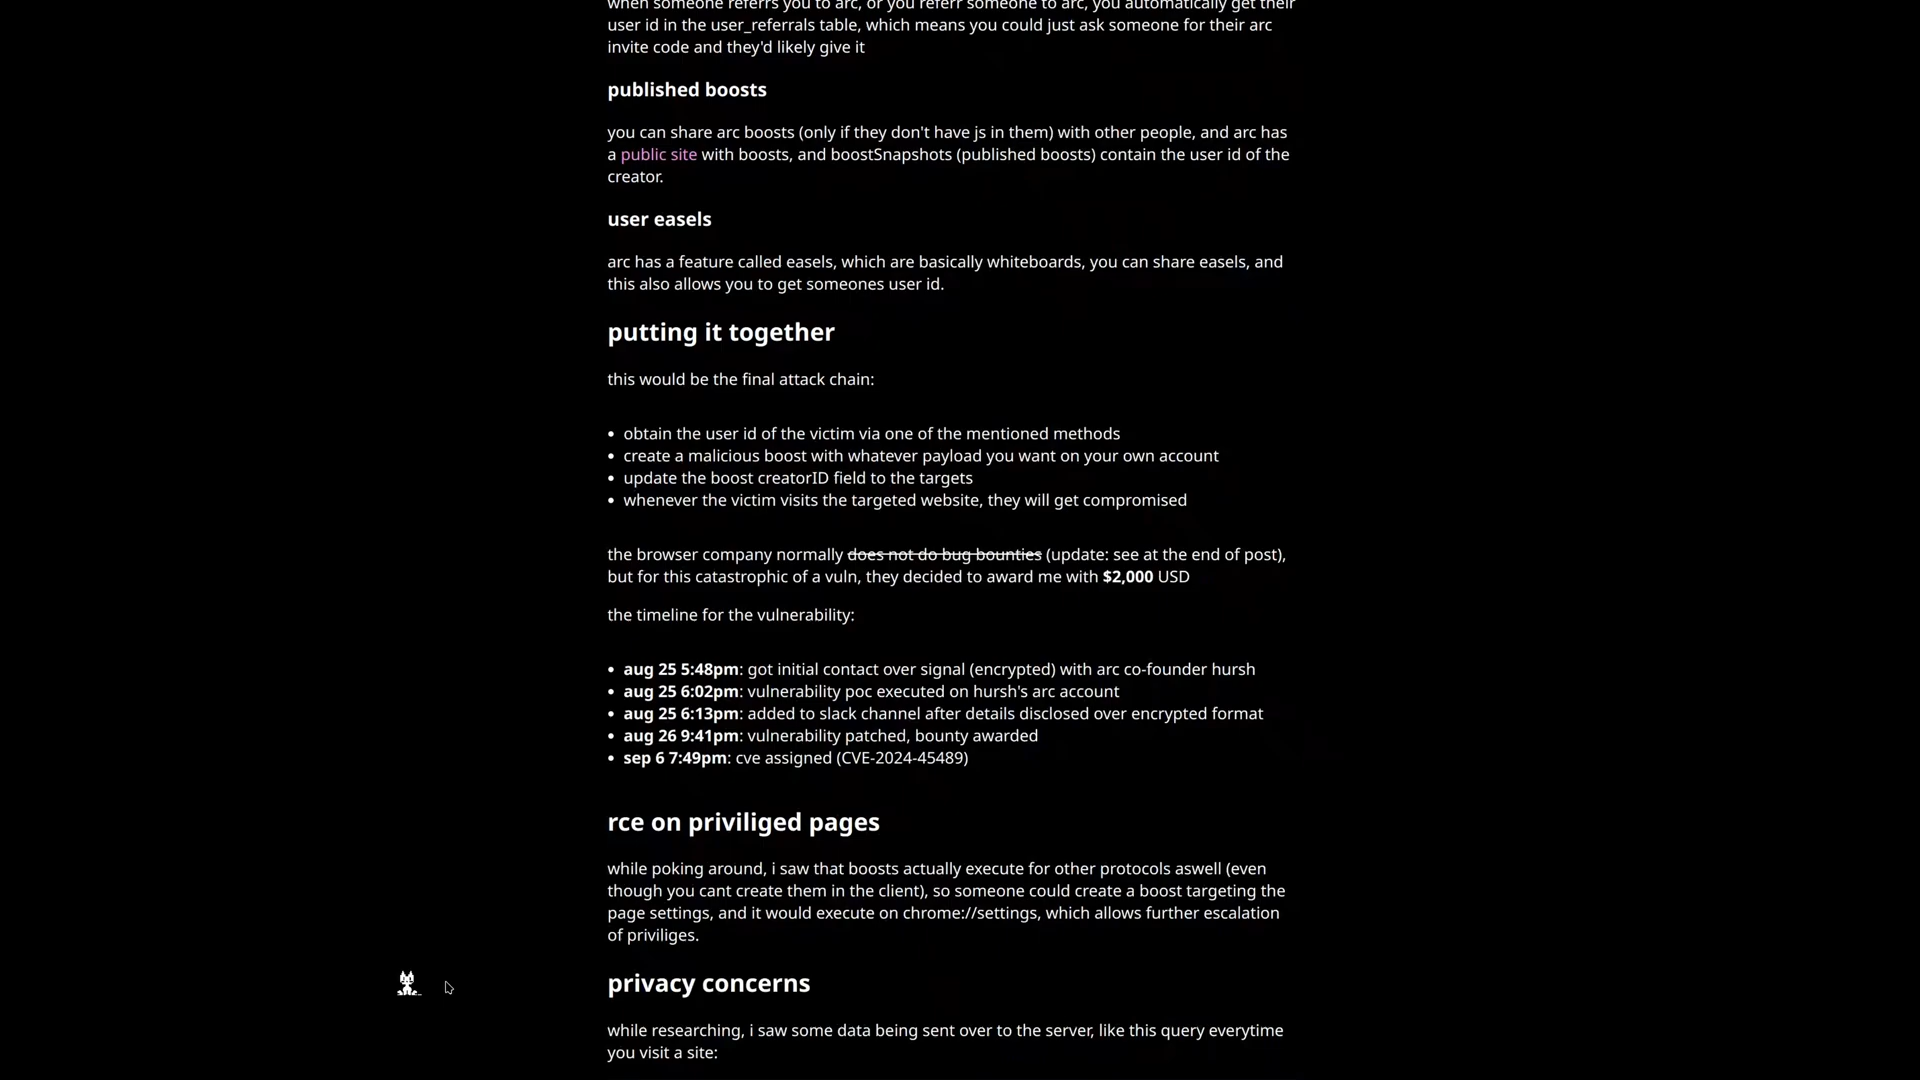 when someone referrs you to arc, or you referr someone to arc, you automatically get their
user id in the user_referrals table, which means you could just ask someone for their arc
invite code and they'd likely give it
published boosts
you can share arc boosts (only if they don't have js in them) with other people, and arc has
a public site with boosts, and boostSnapshots (published boosts) contain the user id of the
creator.
user easels
arc has a feature called easels, which are basically whiteboards, you can share easels, and
this also allows you to get someones user id.
putting it together
this would be the final attack chain:
• obtain the user id of the victim via one of the mentioned methods
• create a malicious boost with whatever payload you want on your own account
• update the boost creatorID field to the targets
• whenever the victim visits the targeted website, they will get compromised
the browser company normally does not do bug bounties (update: see at the end of post),
but for this catastrophic of a vuln, they decided to award me with $2,000 USD
the timeline for the vulnerability:
• aug 25 5:48pm: got initial contact over signal (encrypted) with arc co-founder hursh
• aug 25 6:02pm: vulnerability poc executed on hursh's arc account
• aug 25 6:13pm: added to slack channel after details disclosed over encrypted format
• aug 26 9:41pm: vulnerability patched, bounty awarded
• sep 6 7:49pm: cve assigned (CVE-2024-45489)
rce on priviliged pages
while poking around, i saw that boosts actually execute for other protocols aswell (even
though you cant create them in the client), so someone could create a boost targeting the
page settings, and it would execute on chrome://settings, which allows further escalation
of priviliges.
privacy concerns
while researching, i saw some data being sent over to the server, like this query everytime
you visit a site: